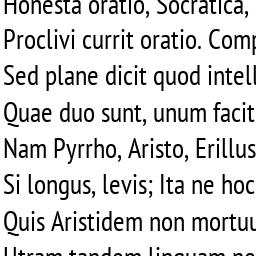 Honesta oratio, Socratica,
Proclivi currit oratio. Comp
Sed plane dicit quod intell
Quae duo sunt, unum facit
Nam Pyrrho, Aristo, Erillus
Si longus, levis; Ita ne hoc
Quis Aristidem non mortuu
Utram tandem linguam ne